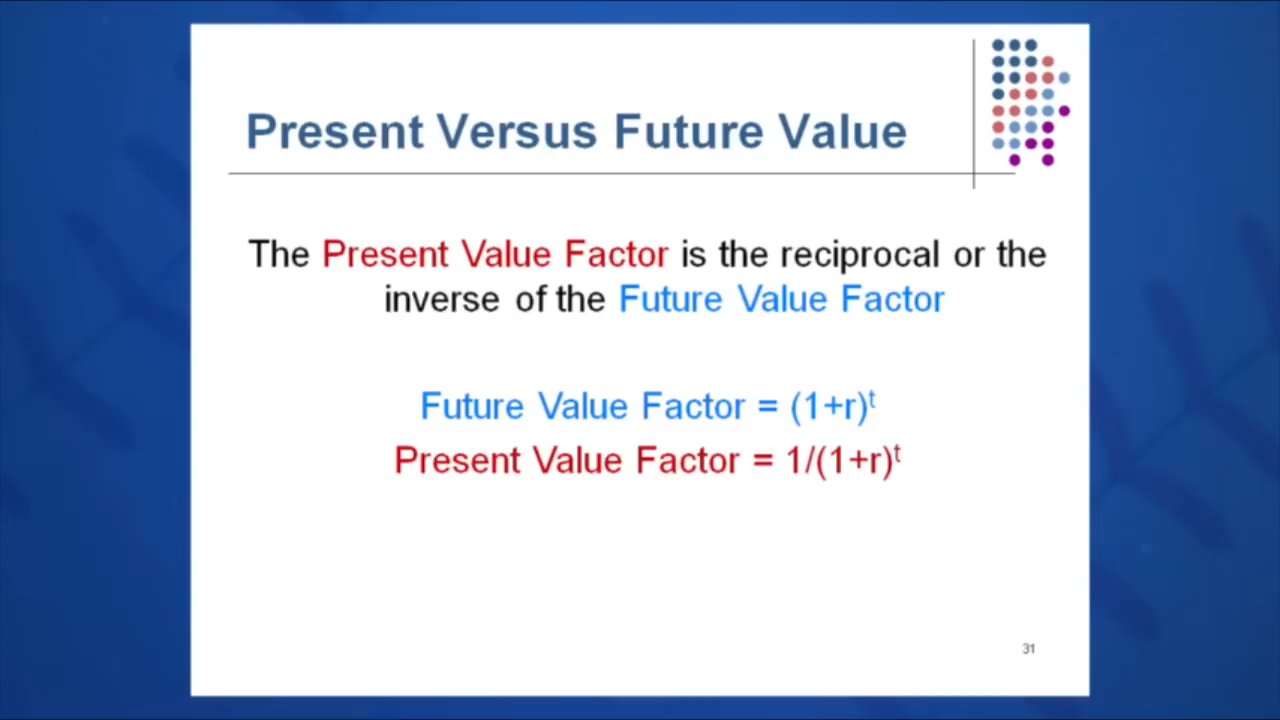 Present Versus Future Value
The Present Value Factor is the reciprocal or the
inverse of the Future Value Factor
Future Value Factor = (1+r)ᵗ
Present Value Factor = 1/(1+r)ᵗ
31